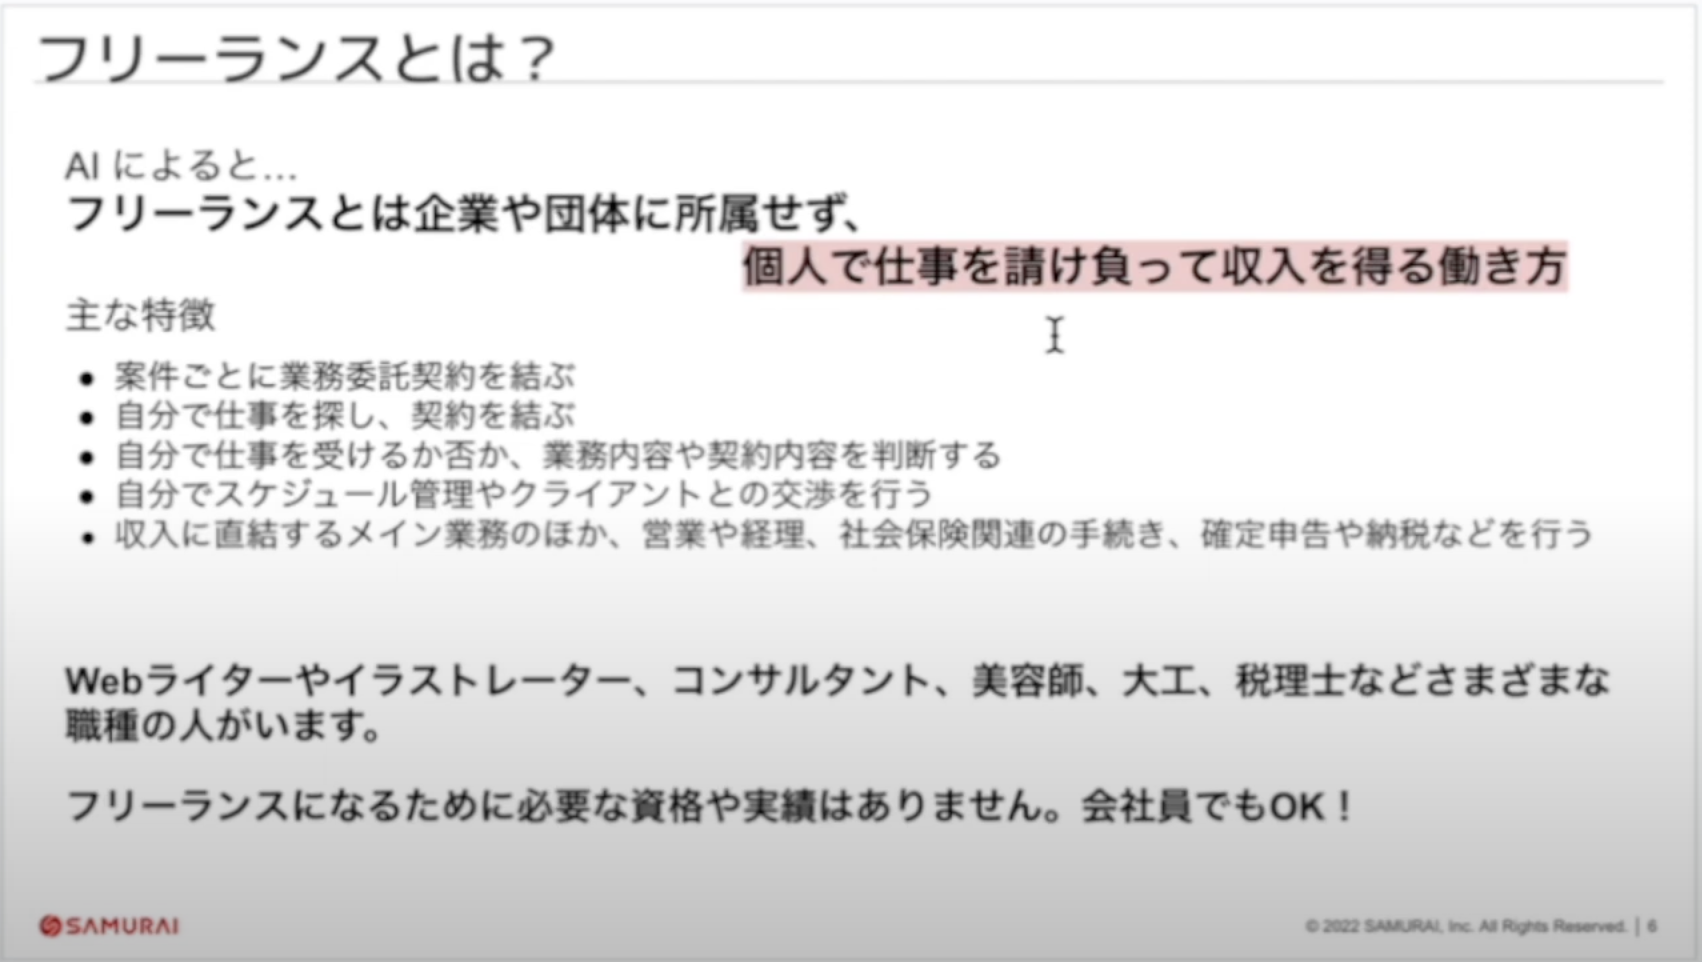 フリーランスとは？
AI によると…
フリーランスとは企業や団体に所属せず、
個人で仕事を請け負って収入を得る働き方
主な特徴
● 案件ごとに業務委託契約を結ぶ
● 自分で仕事を探し、契約を結ぶ
● 自分で仕事を受けるか否か、業務内容や契約内容を判断する
● 自分でスケジュール管理やクライアントとの交渉を行う
● 収入に直結するメイン業務のほか、営業や経理、社会保険関連の手続き、確定申告や納税などを行う
Webライターやイラストレーター、コンサルタント、美容師、大工、税理士などさまざまな
職種の人がいます。
フリーランスになるために必要な資格や実績はありません。会社員でもOK！
SAMURAI
© 2022 SAMURAI, Inc. All Rights Reserved. | 6